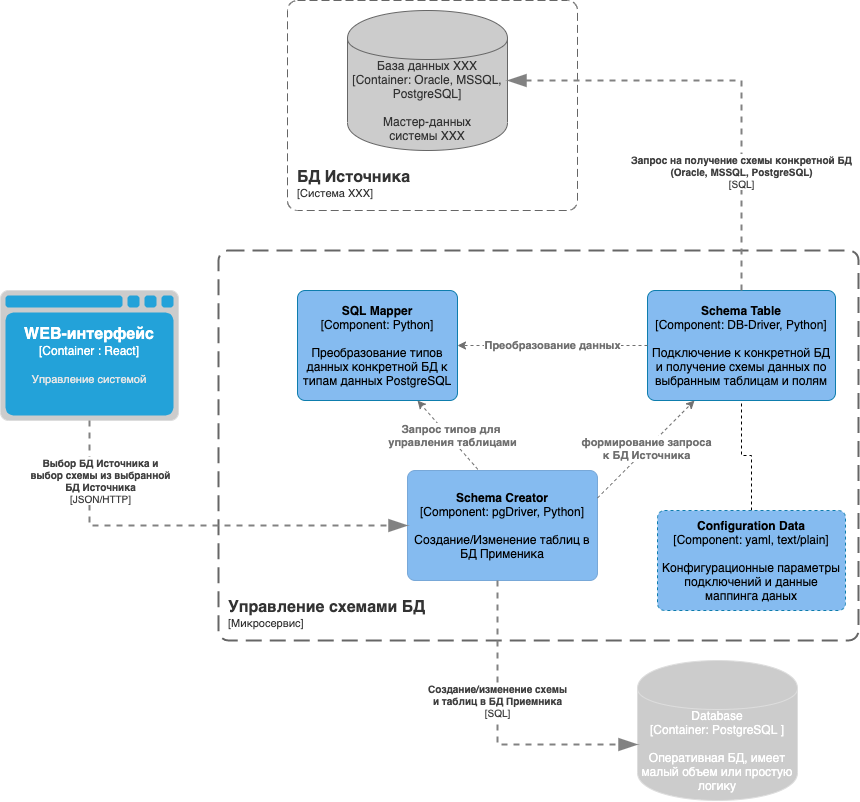 База данных XXX
[Container: Oracle, MSSQL,
PostgreSQL]
Мастер-данных
системы XXX
БД Источника
[Система XXX]
Запрос на получение схемы конкретной БД
(Oracle, MSSQL, PostgreSQL)
[SQL]
WEB-интерфейс
[Container : React]
Управление системой
SQL Mapper
[Component: Python]
Преобразование типов
данных конкретной БД к
типам данных PostgreSQL
Преобразование данных
Schema Table
[Component: DB-Driver, Python]
Подключение к конкретной БД
и получение схемы данных по
выбранным таблицам и полям
Запрос типов для
управления таблицами
формирование запроса
к БД Источника
Выбор БД Источника и
выбор схемы из выбранной
БД Источника
[JSON/HTTP]
Schema Creator
[Component: pgDriver, Python]
Создание/Изменение таблиц в
БД Применика
Configuration Data
[Component: yaml, text/plain]
Конфигурационные параметры
подключений и данные
маппинга даных
Управление схемами БД
[Микросервис]
Создание/изменение схемы
и таблиц в БД Приемника
[SQL]
Database
[Container: PostgreSQL ]
Оперативная БД, имеет
малый объем или простую
логику